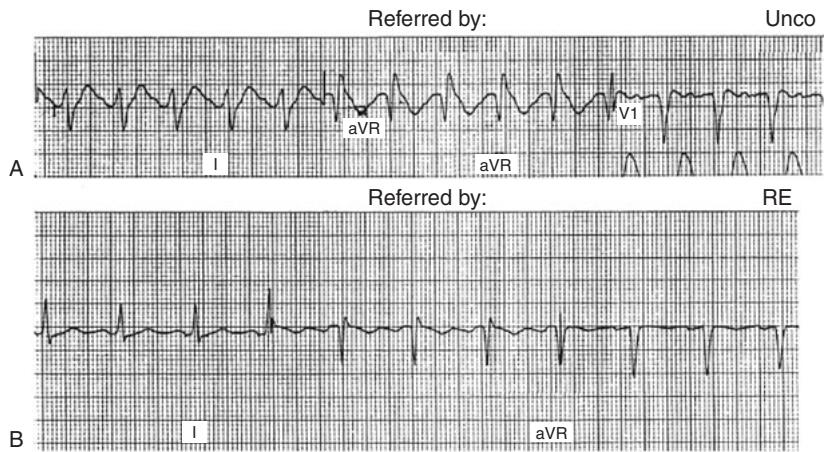 Referred by: Unco
aVR
V1
A
I
aVR
Referred by: RE
B
I
aVR